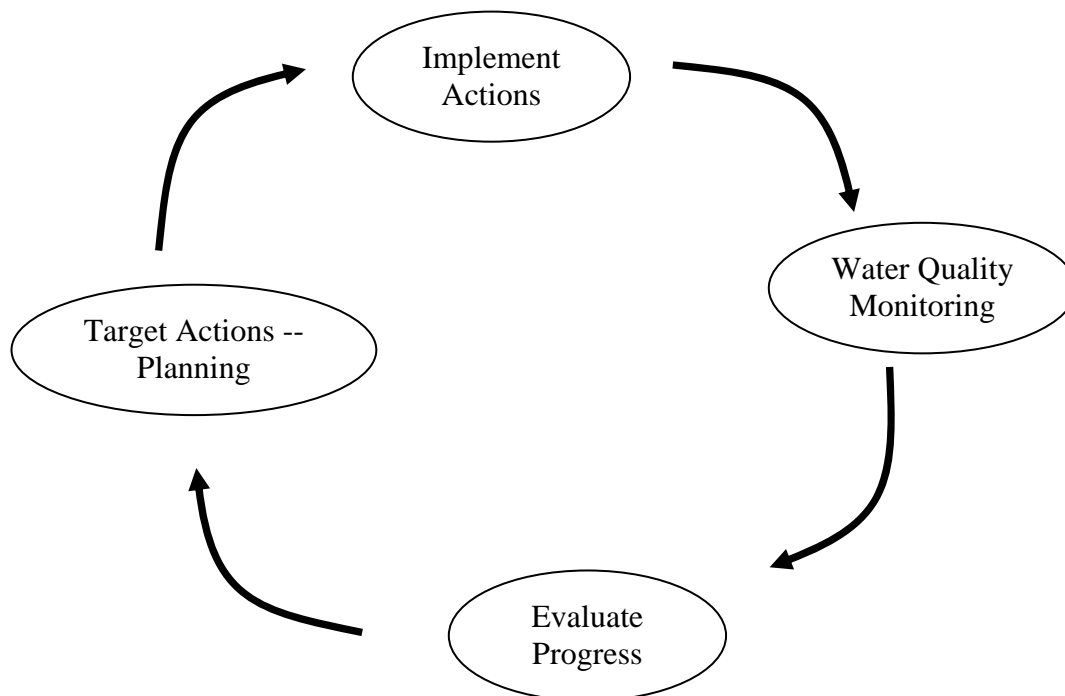 Implement
Actions
Water Quality
Monitoring
Target Actions --
Planning
Evaluate
Progress